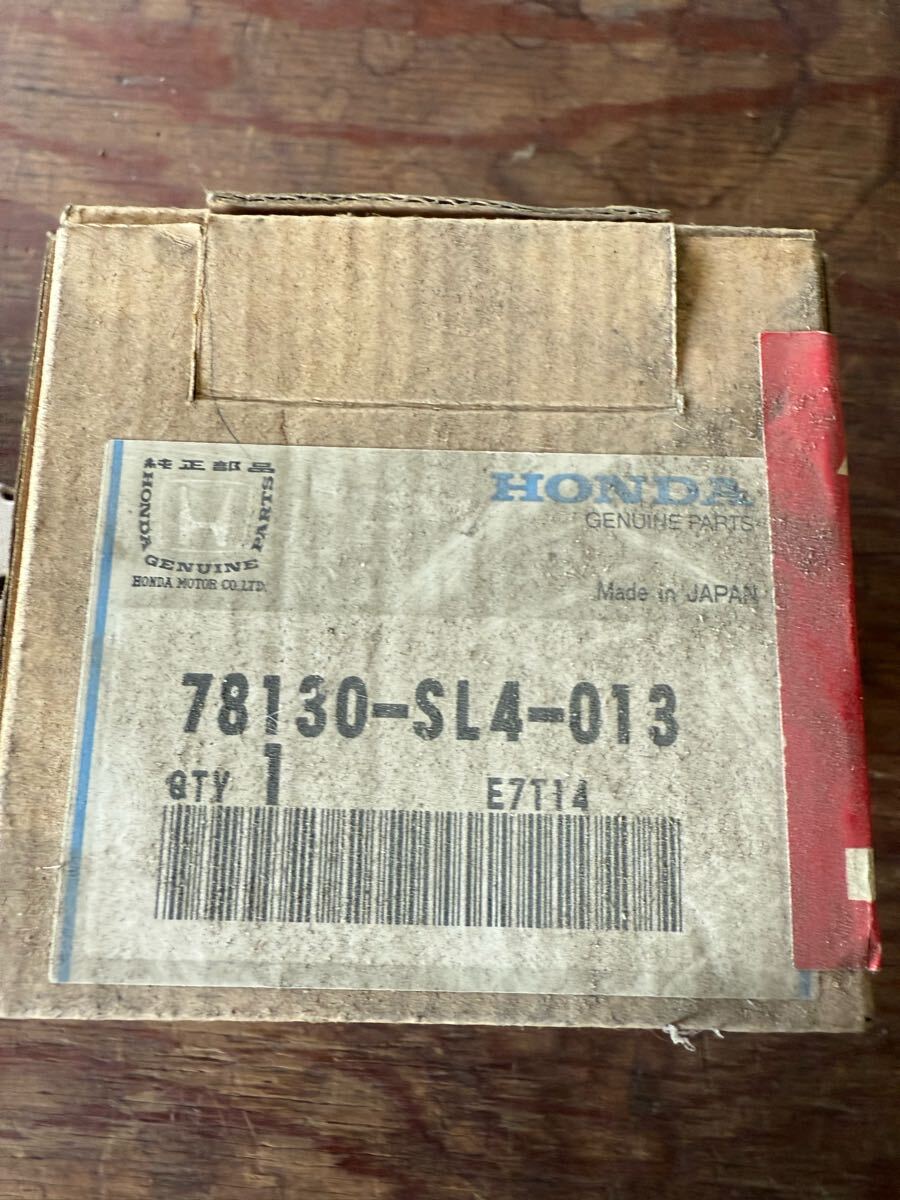 純正部品
HONDA
GENUINE
PARTS
HONDA MOTOR CO.,LTD.
HONDA
GENUINE PARTS
Made in JAPAN
78130-SL4-013
QTY 1 E7T14